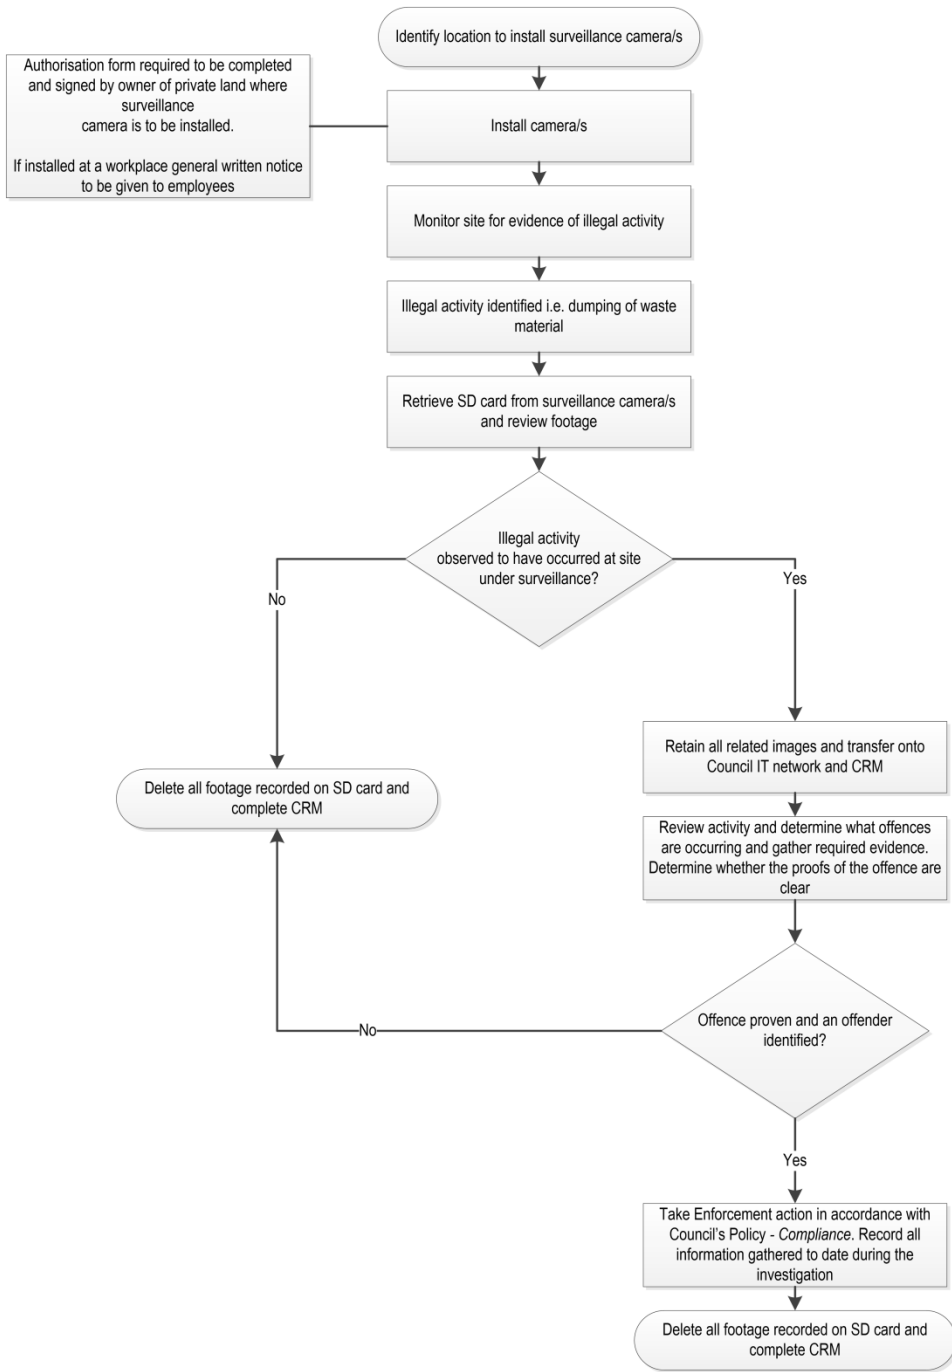 Identify location to install surveillance camera/s
Authorisation form required to be completed
and signed by owner of private land where
surveillance
camera is to be installed.
If installed at a workplace general written notice
to be given to employees
Install camera/s
Monitor site for evidence of illegal activity
Illegal activity identified i.e. dumping of waste
material
Retrieve SD card from surveillance camera/s
and review footage
Illegal activity
observed to have occurred at site
under surveillance?
No
Yes
Retain all related images and transfer onto
Council IT network and CRM
Delete all footage recorded on SD card and
complete CRM
Review activity and determine what offences
are occurring and gather required evidence.
Determine whether the proofs of the offence are
clear
Offence proven and an offender
identified?
No
Yes
Take Enforcement action in accordance with
Council's Policy - Compliance. Record all
information gathered to date during the
investigation
Delete all footage recorded on SD card and
complete CRM